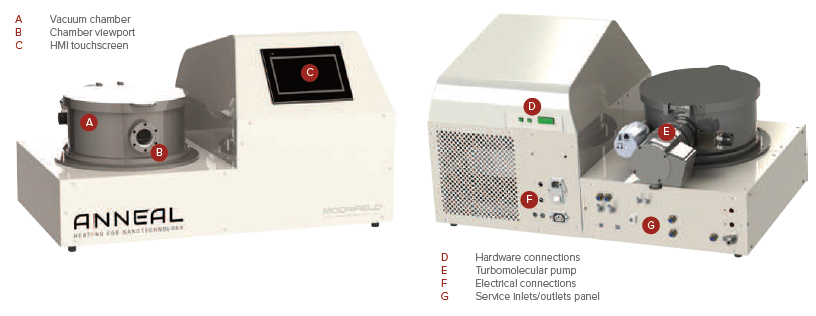 A Vacuum chamber
B Chamber viewport
C HMI touchscreen
A
B
C
ANNEAL
HEATING FOR NANOTECHNOLOGY
MOORFIELD
D
E
F
G
D Hardware connections
E Turbomolecular pump
F Electrical connections
G Service inlets/outlets panel